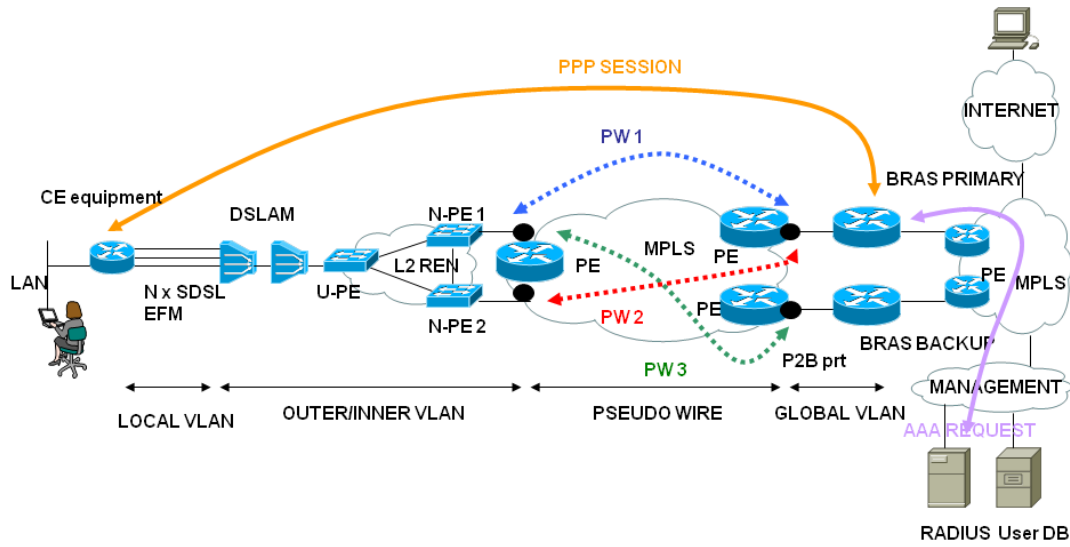 PPP SESSION
INTERNET
PW 1
CE equipment
BRAS PRIMARY
DSLAM
N-PE 1
MPLS
PE
PE
L2 REN
LAN
PE
MPLS
N x SDSL
EFM
U-PE
PE
N-PE 2
PW 2
BRAS BACKUP
P2B prt
PW 3
MANAGEMENT
LOCAL VLAN
OUTER/INNER VLAN
PSEUDO WIRE
GLOBAL VLAN
AAA REQUEST
RADIUS
User DB